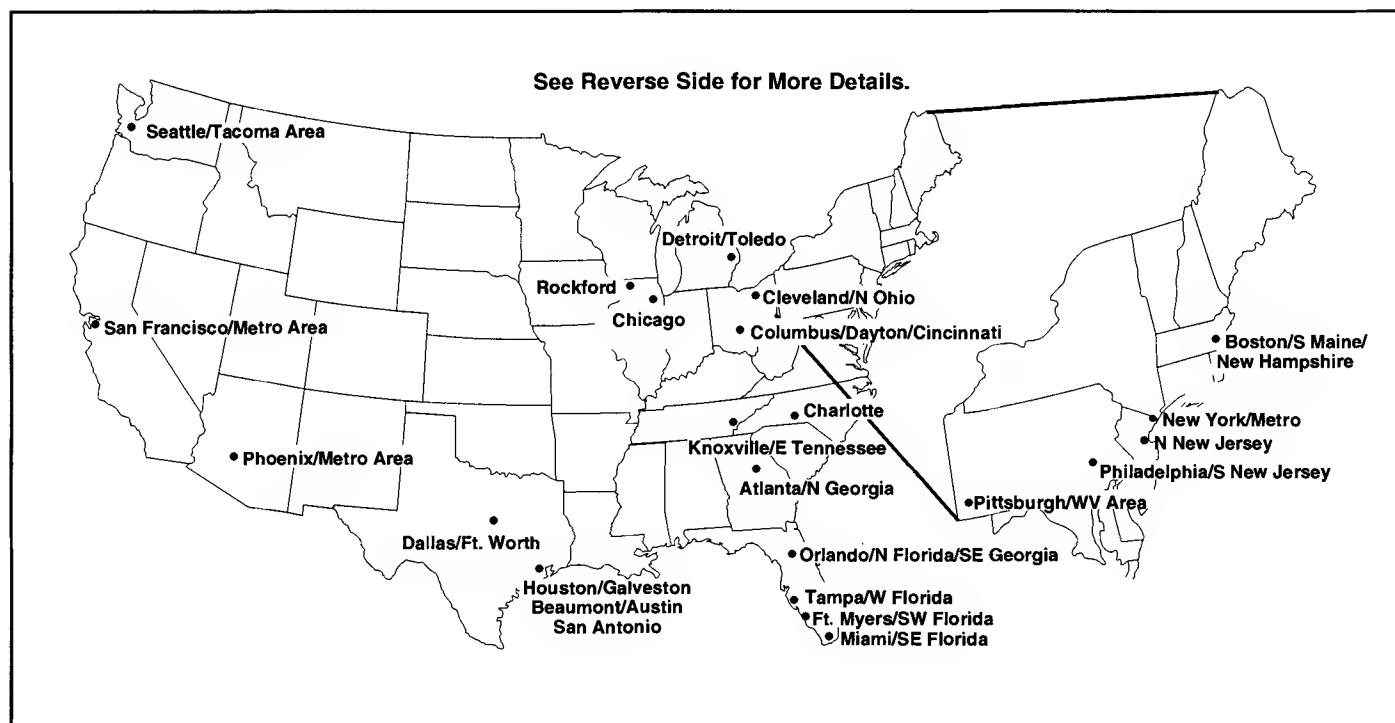 See Reverse Side for More Details.
Seattle/Tacoma Area
Detroit/Toledo
Rockford
Cleveland/N Ohio
Chicago
San Francisco/Metro Area
Columbus/Dayton/Cincinnati
Boston/S Maine/
New Hampshire
Charlotte
New York/Metro
Knoxville/E Tennessee
N New Jersey
Phoenix/Metro Area
Philadelphia/S New Jersey
Atlanta/N Georgia
Pittsburgh/WV Area
Dallas/Ft. Worth
Orlando/N Florida/SE Georgia
Houston/Galveston
Beaumont/Austin
San Antonio
Tampa/W Florida
Ft. Myers/SW Florida
Miami/SE Florida